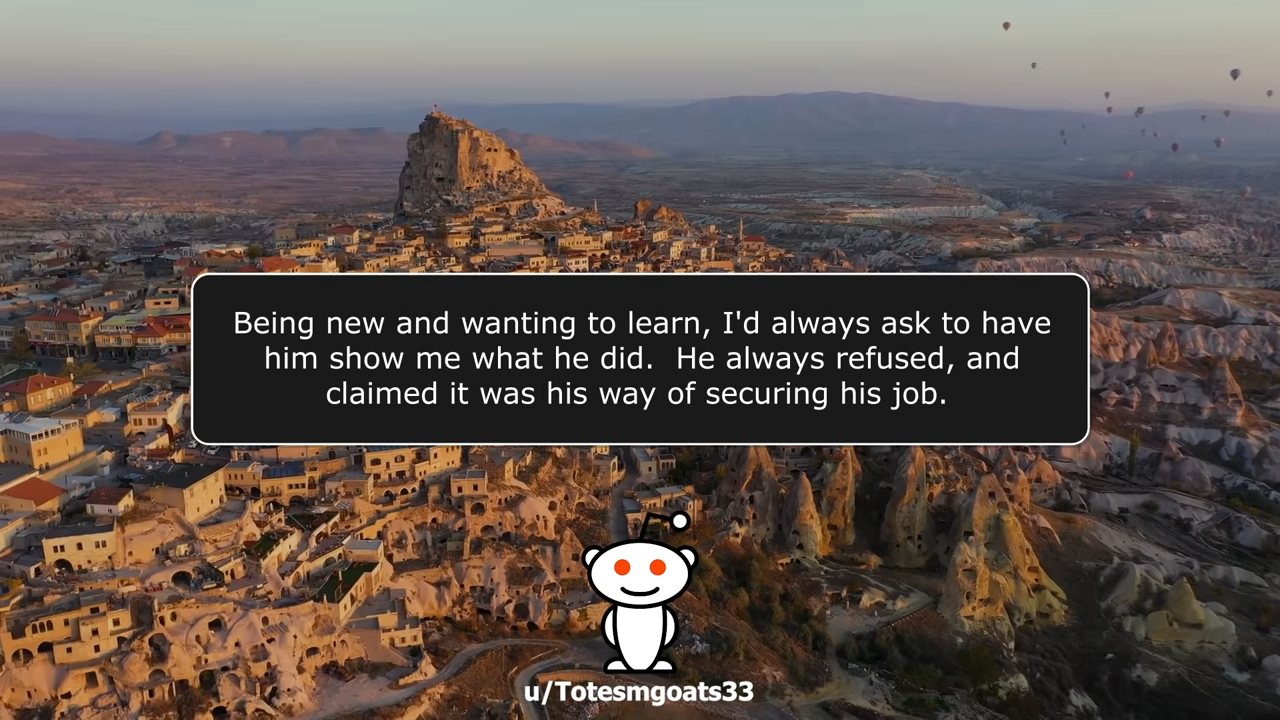 Being new and wanting to learn, I'd always ask to have
him show me what he did.  He always refused, and
claimed it was his way of securing his job.
u/Totesmgoats33